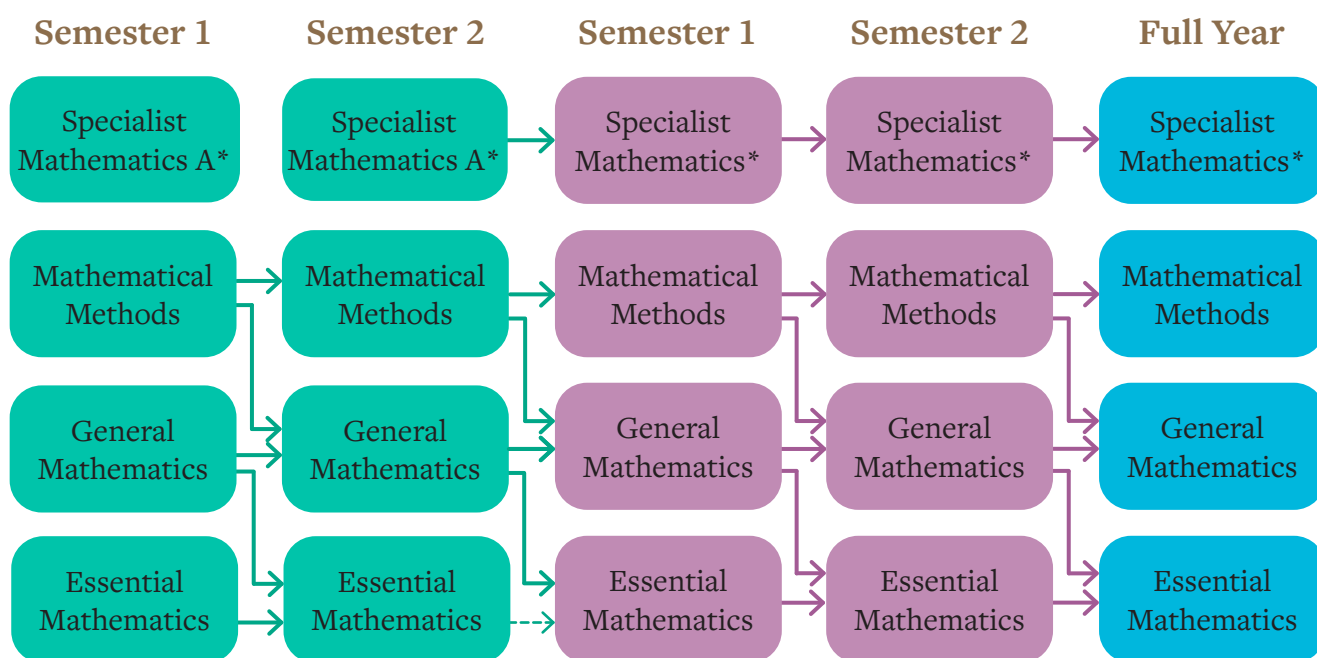 Semester 1 Semester 2 Semester 1 Semester 2 Full Year
Specialist
Mathematics A*
Specialist
Mathematics A*
Specialist
Mathematics*
Specialist
Mathematics*
Specialist
Mathematics*
Mathematical
Methods
Mathematical
Methods
Mathematical
Methods
Mathematical
Methods
Mathematical
Methods
General
Mathematics
General
Mathematics
General
Mathematics
General
Mathematics
General
Mathematics
Essential
Mathematics
Essential
Mathematics
Essential
Mathematics
Essential
Mathematics
Essential
Mathematics